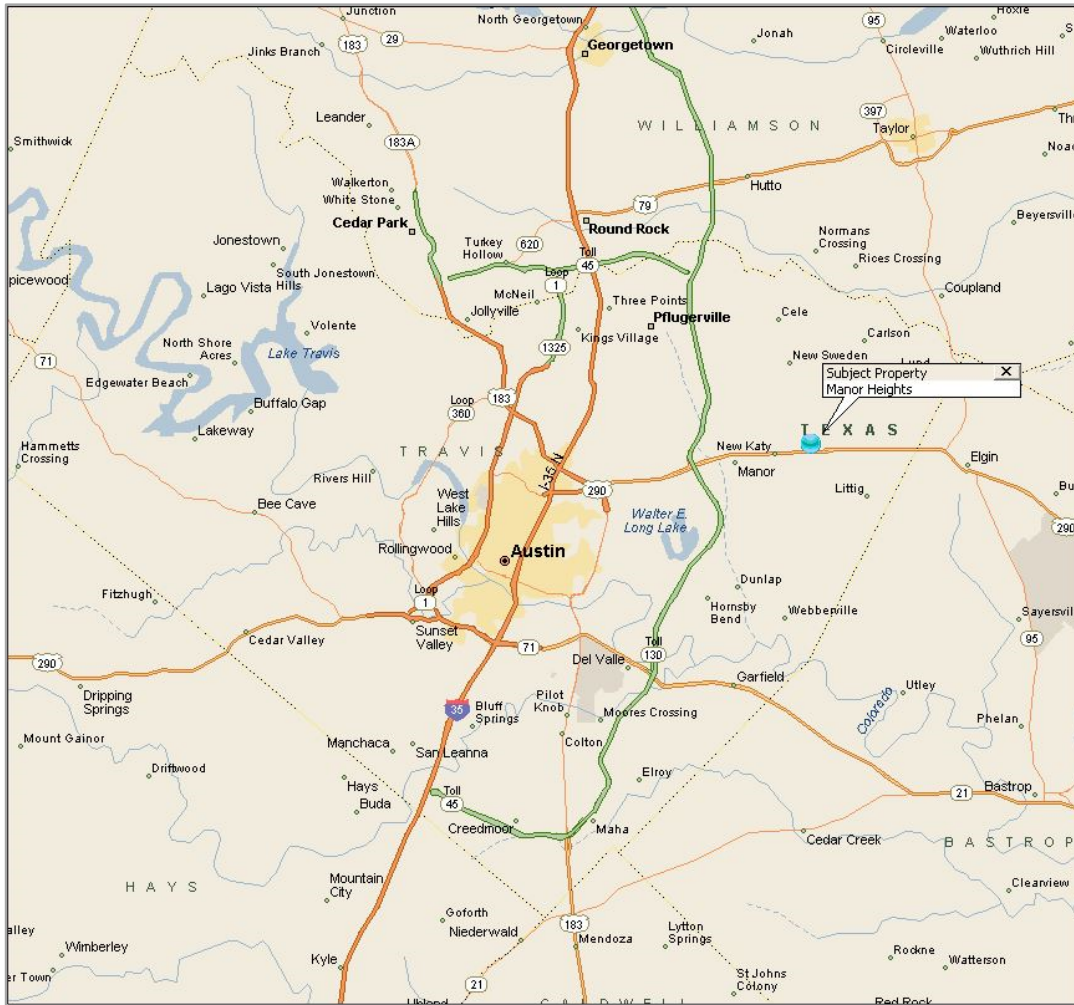 Junction
North Georgetown
95
Hoxie
Jonah
Waterloo
183
29
Georgetown
Circleville
Wuthrich Hill
Jinks Branch
397
Leander
WILLIAMSON
Taylor
Smithwick
183A
Walkerton
Hutto
White Stone
79
Beyersville
Cedar Park
Round Rock
Jonestown
Turkey
Hollow
620
Toll
45
Normans
Crossing
Rices Crossing
South Jonestown
Hills
Loop
1
Lago Vista
McNeil
Three Points
Coupland
Jollyville
Pflugerville
Cele
Volente
Kings Village
Carlson
North Shore
Acres
Lake Travis
1325
71
New Sweden
Edgewater Beach
Subject Property
Manor Heights
183
Loop
360
Buffalo Gap
TEXAS
Lakeway
TRAVIS
New Katy
Hammetts
Crossing
I-35 N
Manor
Elgin
Rivers Hill
290
Littig
West
Lake
Hills
Bee Cave
Walter E.
Long Lake
290
Rollingwood
Austin
Dunlap
Fitzhugh
Loop
1
Hornsby
Bend
Webberville
Cedar Valley
Sunset
Valley
95
71
Toll
130
290
Del Valle
Garfield
Dripping
Springs
Utley
Pilot
Knob
35
Bluff
Springs
Moores Crossing
Colorado
Phelan
Mount Gainor
Colton
Manchaca
San Leanna
Driftwood
Hays
Elroy
Buda
Toll
45
21
Bastrop
Creedmoor
Maha
Cedar Creek
BASTROP
HAYS
Mountain
City
Clearview
Goforth
183
Niederwald
Mendoza
Lytton
Springs
Wimberley
Rockne
Kyle
Watterson
21
St Johns
Colony
Red Rock